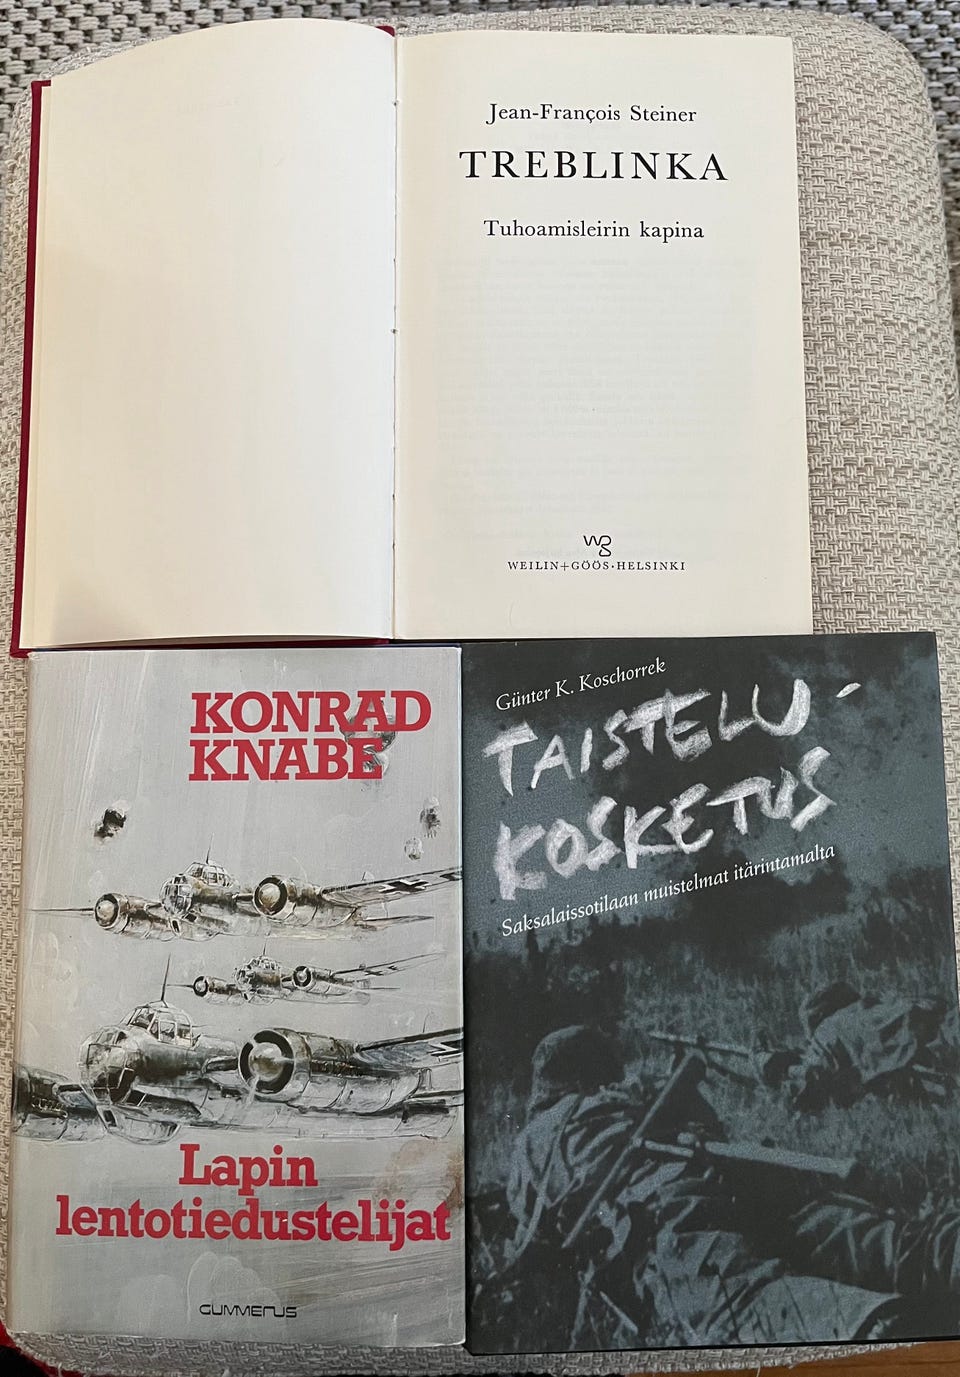 Jean-François Steiner
TREBLINKA
Tuhoamisleirin kapina
WEILIN+GÖÖS·HELSINKI
KONRAD
KNABE
Lapin
lentotiedustelijat
GUMMERUS
Günter K. Koschorrek
TAISTELU-
KOSKETUS
Saksalaissotilaan muistelmat itärintamalta